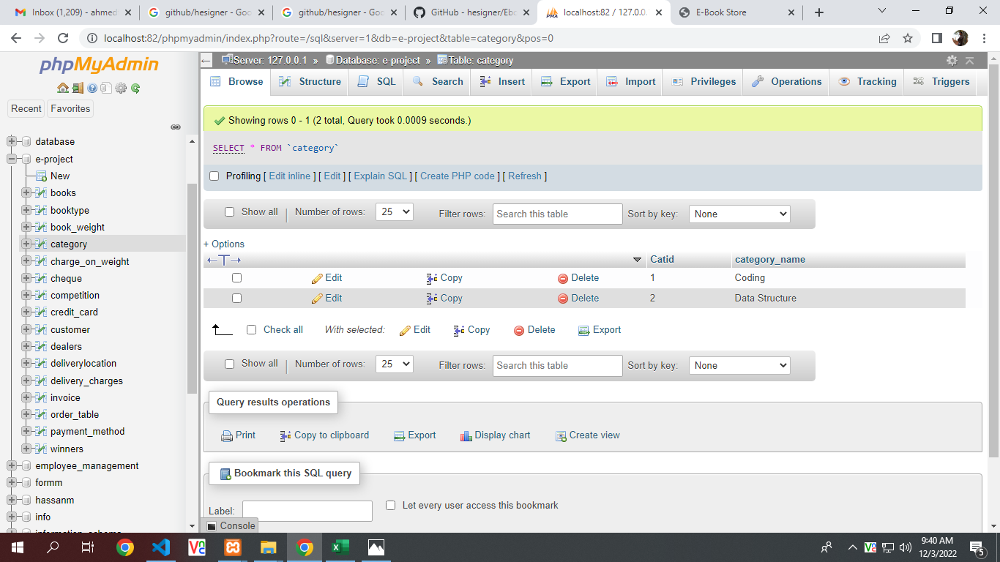 Inbox (1,209) - ahmed
github/hesigner - Goo
github/hesigner - Goo
GitHub - hesigner/Ebo
localhost:82 / 127.0.0.
E-Book Store
localhost:82/phpmyadmin/index.php?route=/sql&server=1&db=e-project&table=category&pos=0
phpMyAdmin
Recent Favorites
database
e-project
New
books
booktype
book_weight
category
charge_on_weight
cheque
competition
credit_card
customer
dealers
deliverylocation
delivery_charges
invoice
order_table
payment_method
winners
employee_management
formm
hassanm
info
Server: 127.0.0.1 » Database: e-project » Table: category
Browse Structure SQL Search Insert Export Import Privileges Operations Tracking Triggers
Showing rows 0 - 1 (2 total, Query took 0.0009 seconds.)
SELECT * FROM `category`
Profiling [ Edit inline ] [ Edit ] [ Explain SQL ] [ Create PHP code ] [ Refresh ]
Show all Number of rows: 25 Filter rows: Search this table Sort by key: None
+ Options
←T→ Catid category_name
Edit Copy Delete 1 Coding
Edit Copy Delete 2 Data Structure
Check all With selected: Edit Copy Delete Export
Show all Number of rows: 25 Filter rows: Search this table Sort by key: None
Query results operations
Print Copy to clipboard Export Display chart Create view
Bookmark this SQL query
Label: Let every user access this bookmark
Console
9:40 AM
12/3/2022
5